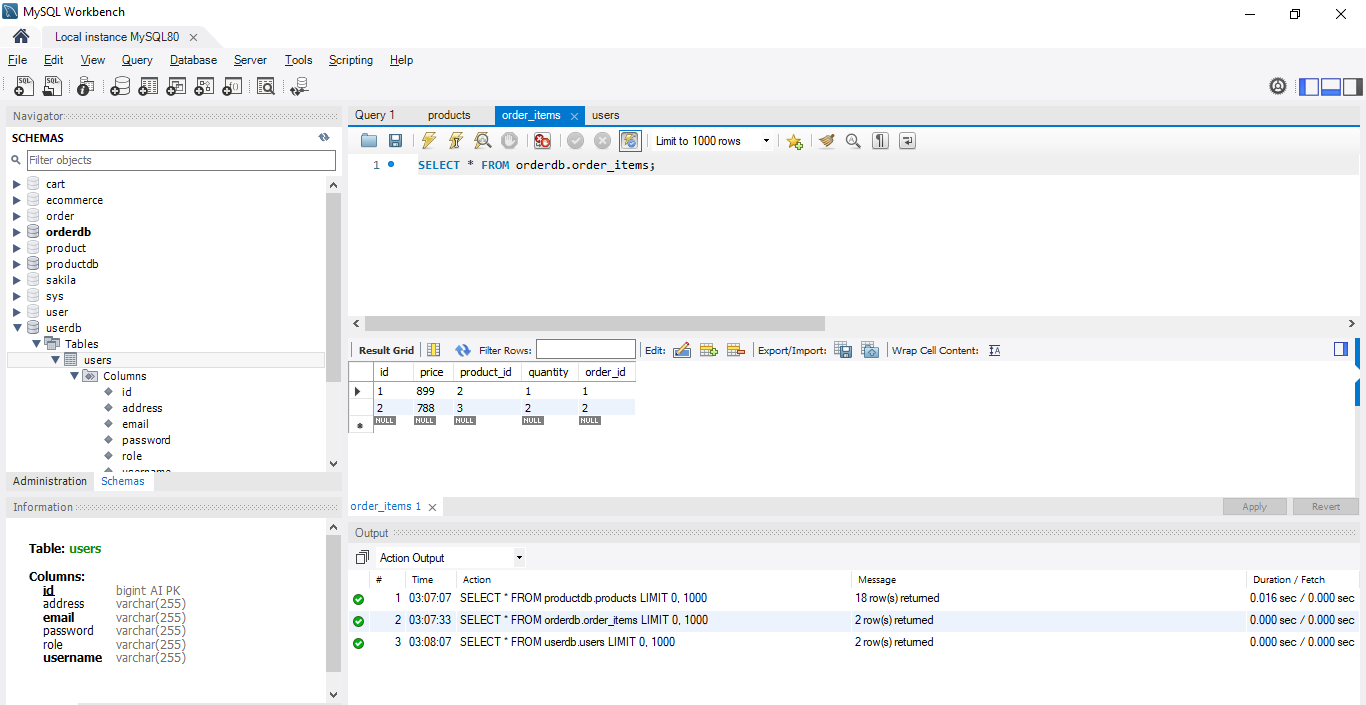 MySQL Workbench
Local instance MySQL80
File Edit View Query Database Server Tools Scripting Help
Navigator
SCHEMAS
Filter objects
cart
ecommerce
order
orderdb
product
productdb
sakila
sys
user
userdb
Tables
users
Columns
id
address
email
password
role
username
Administration Schemas
Information
Table: users
Columns:
id bigint AI PK
address varchar(255)
email varchar(255)
password varchar(255)
role varchar(255)
username varchar(255)
Query 1 products order_items users
Limit to 1000 rows
1 SELECT * FROM orderdb.order_items;
Result Grid Filter Rows: Edit: Export/Import: Wrap Cell Content:
id price product_id quantity order_id
1 899 2 1 1
2 788 3 2 2
NULL NULL NULL NULL NULL
order_items 1 Apply Revert
Output
Action Output
# Time Action Message Duration / Fetch
1 03:07:07 SELECT * FROM productdb.products LIMIT 0, 1000 18 row(s) returned 0.016 sec / 0.000 sec
2 03:07:33 SELECT * FROM orderdb.order_items LIMIT 0, 1000 2 row(s) returned 0.000 sec / 0.000 sec
3 03:08:07 SELECT * FROM userdb.users LIMIT 0, 1000 2 row(s) returned 0.000 sec / 0.000 sec